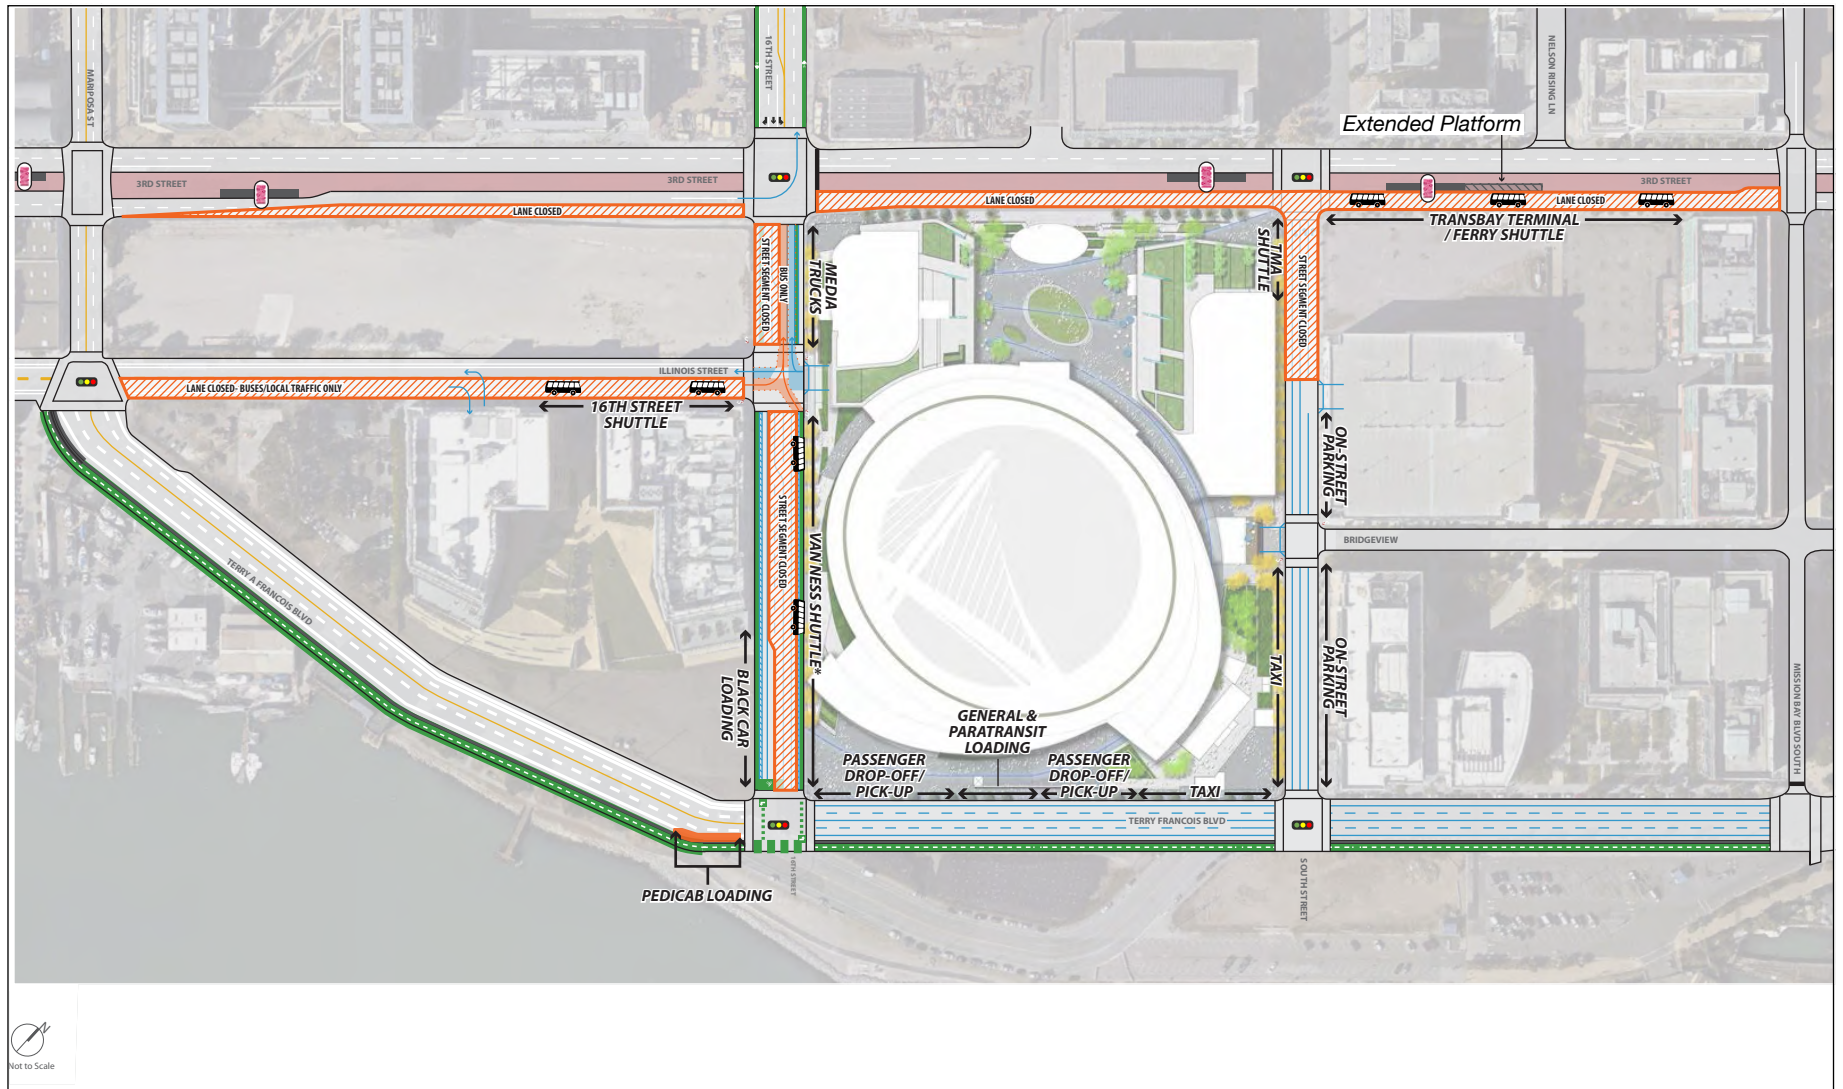 16TH STREET
NELSON RISING LN
MARIPOSA ST
Extended Platform
3RD STREET
3RD STREET
3RD STREET
LANE CLOSED
LANE CLOSED
LANE CLOSED
TRANSBAY TERMINAL
/ FERRY SHUTTLE
STREET SEGMENT CLOSED
BUS ONLY
MEDIA
TRUCKS
TMA
SHUTTLE
STREET SEGMENT CLOSED
ILLINOIS STREET
LANE CLOSED- BUSES/LOCAL TRAFFIC ONLY
16TH STREET
SHUTTLE
ON-STREET
PARKING
STREET SEGMENT CLOSED
VAN NESS SHUTTLE*
BRIDGEVIEW
TERRY A FRANCOIS BLVD
BLACK CAR
LOADING
TAXI
ON-STREET
PARKING
MISSION BAY BLVD SOUTH
GENERAL &
PARATRANSIT
LOADING
PASSENGER
DROP-OFF/
PICK-UP
PASSENGER
DROP-OFF/
PICK-UP
TAXI
TERRY FRANCOIS BLVD
PEDICAB LOADING
16TH STREET
SOUTH STREET
N
Not to Scale